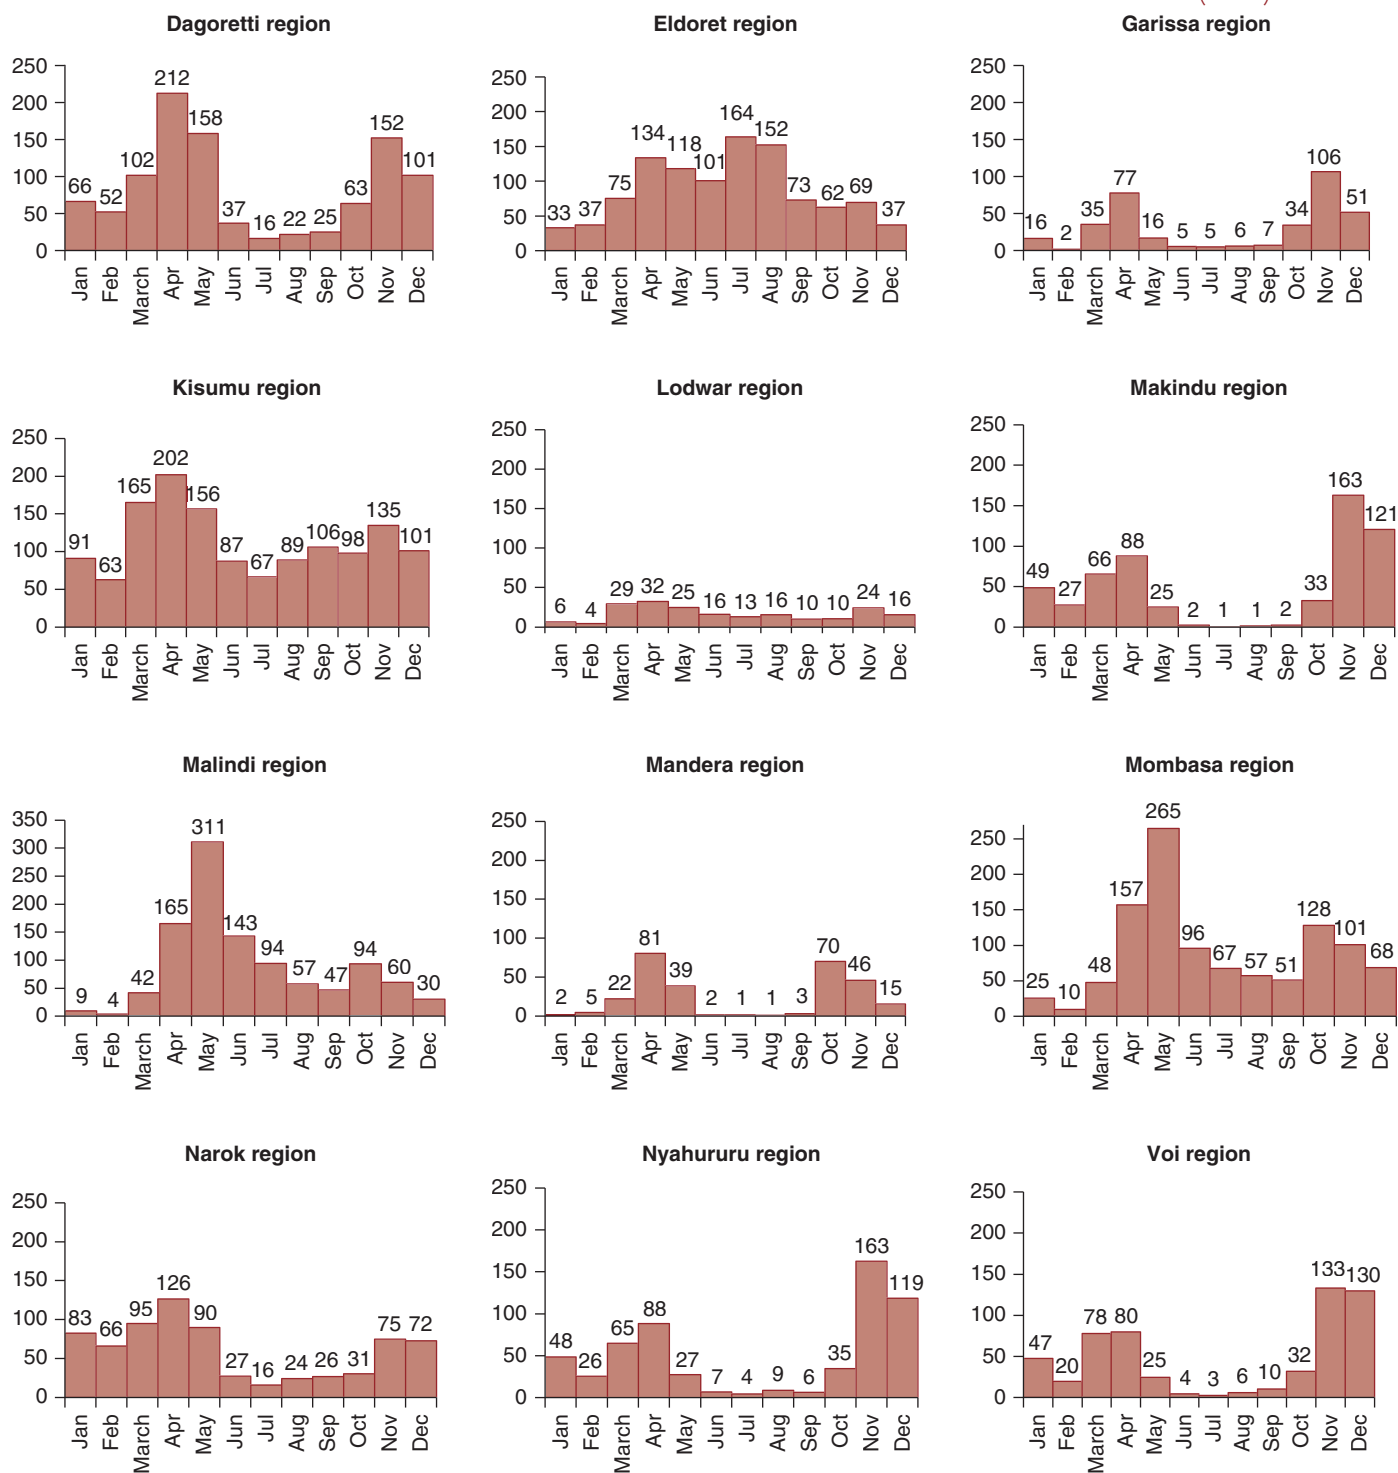 Dagoretti region
250
200
150
100
50
0
66 52 102 212 158 37 16 22 25 63 152 101
Jan Feb March Apr May Jun Jul Aug Sep Oct Nov Dec
Eldoret region
250
200
150
100
50
0
33 37 75 134 118 101 164 152 73 62 69 37
Jan Feb March Apr May Jun Jul Aug Sep Oct Nov Dec
Garissa region
250
200
150
100
50
0
16 2 35 77 16 5 5 6 7 34 106 51
Jan Feb March Apr May Jun Jul Aug Sep Oct Nov Dec
Kisumu region
250
200
150
100
50
0
91 63 165 202 156 87 67 89 106 98 135 101
Jan Feb March Apr May Jun Jul Aug Sep Oct Nov Dec
Lodwar region
250
200
150
100
50
0
6 4 29 32 25 16 13 16 10 10 24 16
Jan Feb March Apr May Jun Jul Aug Sep Oct Nov Dec
Makindu region
250
200
150
100
50
0
49 27 66 88 25 2 1 1 2 33 163 121
Jan Feb March Apr May Jun Jul Aug Sep Oct Nov Dec
Malindi region
350
300
250
200
150
100
50
0
9 4 42 165 311 143 94 57 47 94 60 30
Jan Feb March Apr May Jun Jul Aug Sep Oct Nov Dec
Mandera region
250
200
150
100
50
0
2 5 22 81 39 2 1 1 3 70 46 15
Jan Feb March Apr May Jun Jul Aug Sep Oct Nov Dec
Mombasa region
250
200
150
100
50
0
25 10 48 157 265 96 67 57 51 128 101 68
Jan Feb March Apr May Jun Jul Aug Sep Oct Nov Dec
Narok region
250
200
150
100
50
0
83 66 95 126 90 27 16 24 26 31 75 72
Jan Feb March Apr May Jun Jul Aug Sep Oct Nov Dec
Nyahururu region
250
200
150
100
50
0
48 26 65 88 27 7 4 9 6 35 163 119
Jan Feb March Apr May Jun Jul Aug Sep Oct Nov Dec
Voi region
250
200
150
100
50
0
47 20 78 80 25 4 3 6 10 32 133 130
Jan Feb March Apr May Jun Jul Aug Sep Oct Nov Dec